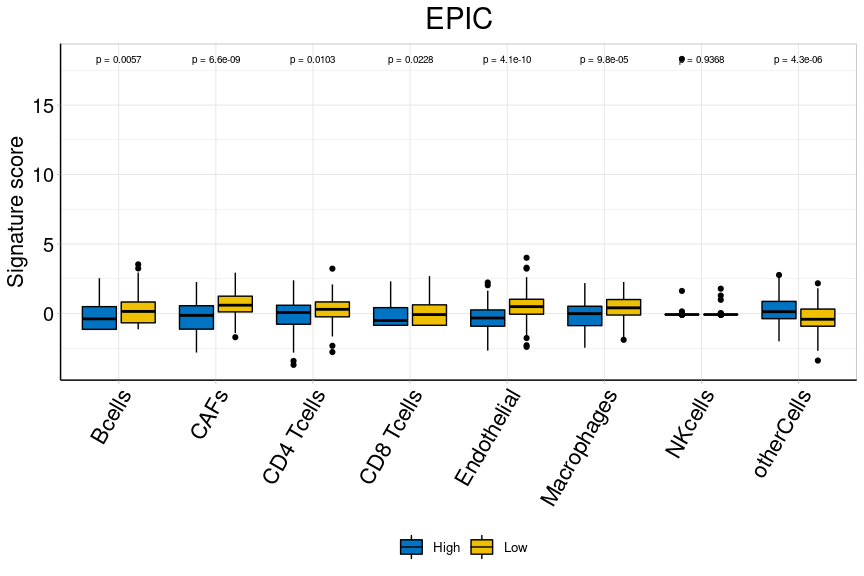 EPIC
p = 0.0057 p = 6.6e-09 p = 0.0103 p = 0.0228 p = 4.1e-10 p = 9.8e-05 p = 0.9368 p = 4.3e-06
Signature score
15
10
5
0
Bcells CAFs CD4 Tcells CD8 Tcells Endothelial Macrophages NKcells otherCells
High Low